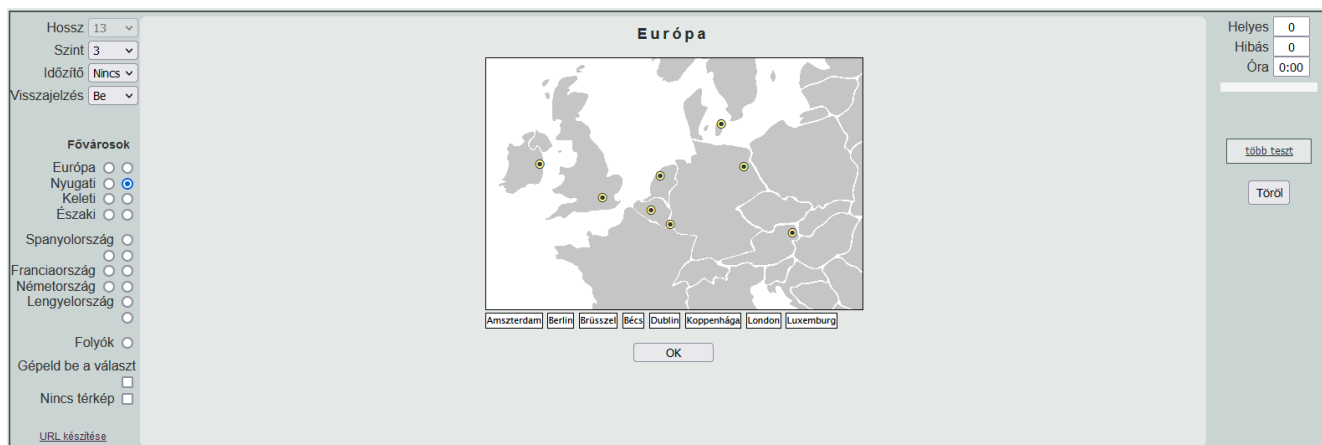 Hossz 13
Szint 3
Időzítő Nincs
Visszajelzés Be
Fővárosok
Európa
Nyugati
Keleti
Északi
Spanyolország
Franciaország
Németország
Lengyelország
Folyók
Gépeld be a választ
Nincs térkép
URL készítése
Európa
Amszterdam Berlin Brüsszel Bécs Dublin Koppenhága London Luxemburg
OK
Helyes 0
Hibás 0
Óra 0:00
több teszt
Töröl